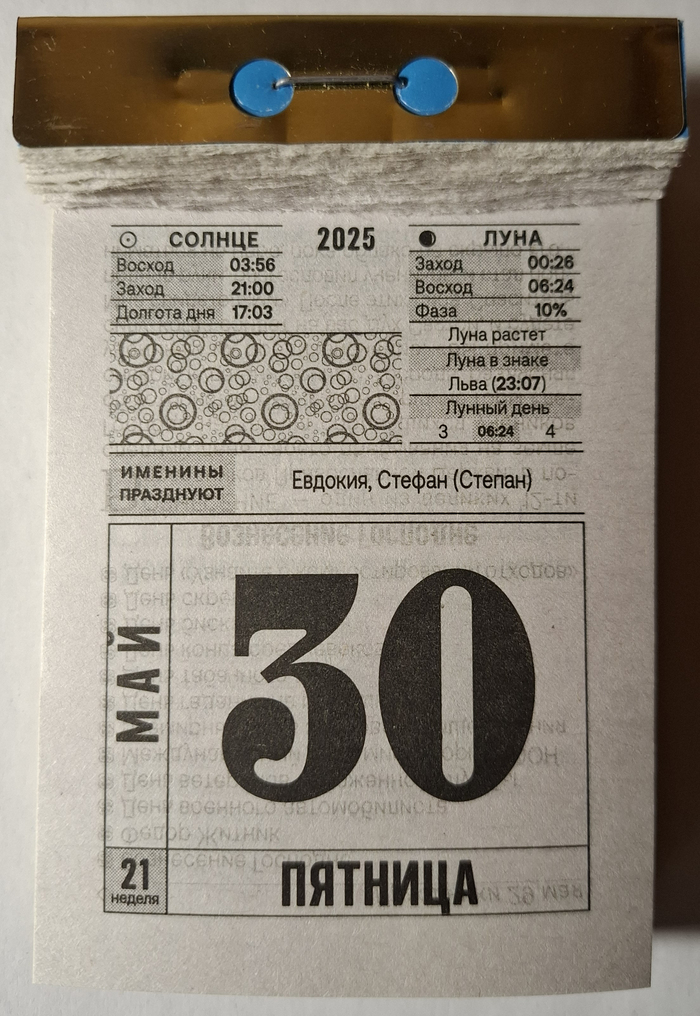 СОЛНЦЕ
Восход 03:56
Заход 21:00
Долгота дня 17:03
2025
ЛУНА
Заход 00:26
Восход 06:24
Фаза 10%
Луна растет
Луна в знаке
Льва (23:07)
Лунный день
3 06:24 4
ИМЕНИНЫ
ПРАЗДНУЮТ
Евдокия, Стефан (Степан)
МАЙ
30
21
неделя
ПЯТНИЦА